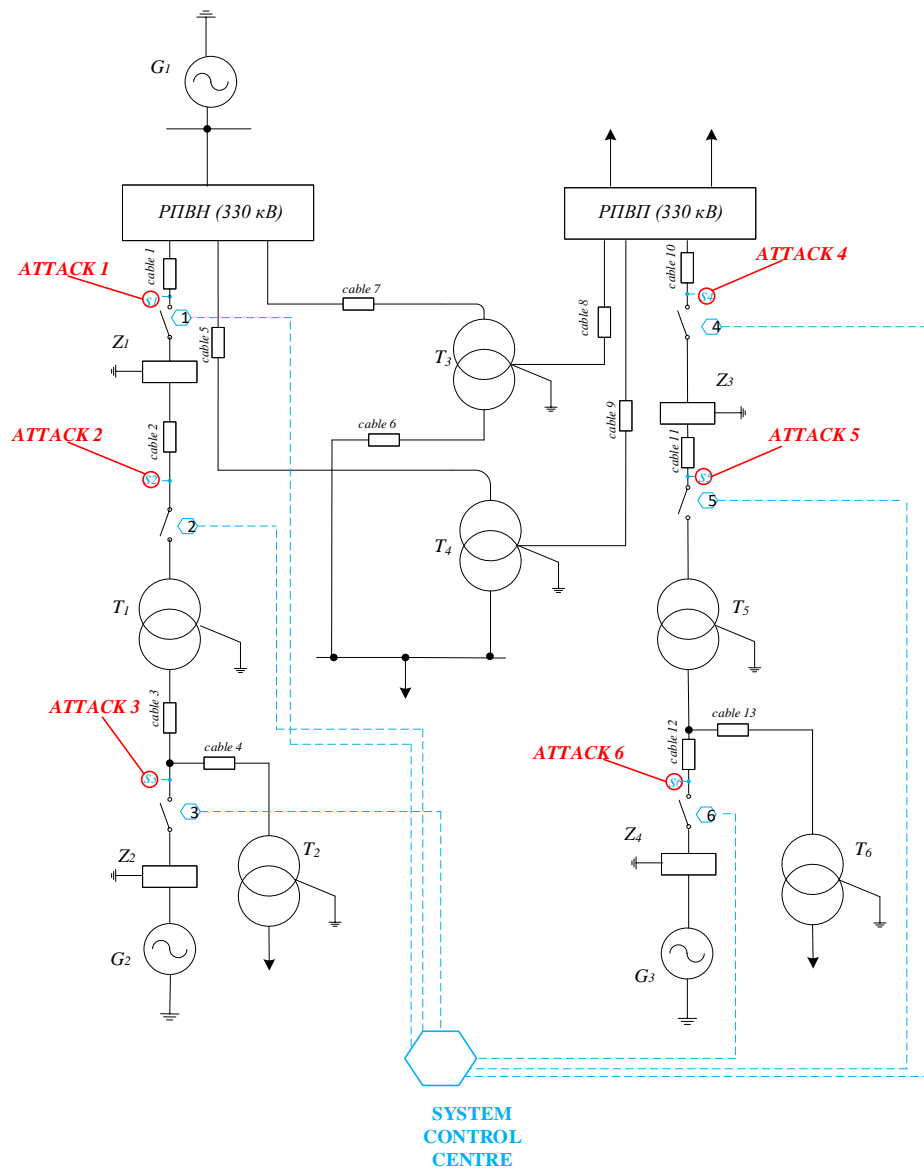 G1
РПВН (330 кВ)
РПВП (330 кВ)
cable 1
ATTACK 1
S1
1
cable 5
cable 7
cable 8
cable 10
ATTACK 4
S4
4
Z1
T3
Z3
cable 2
cable 6
cable 9
cable 11
ATTACK 2
S2
ATTACK 5
S5
5
2
T4
T1
T5
cable 3
ATTACK 3
cable 4
S3
3
cable 12
cable 13
ATTACK 6
S6
6
Z2
T2
Z4
T6
G2
G3
SYSTEM
CONTROL
CENTRE